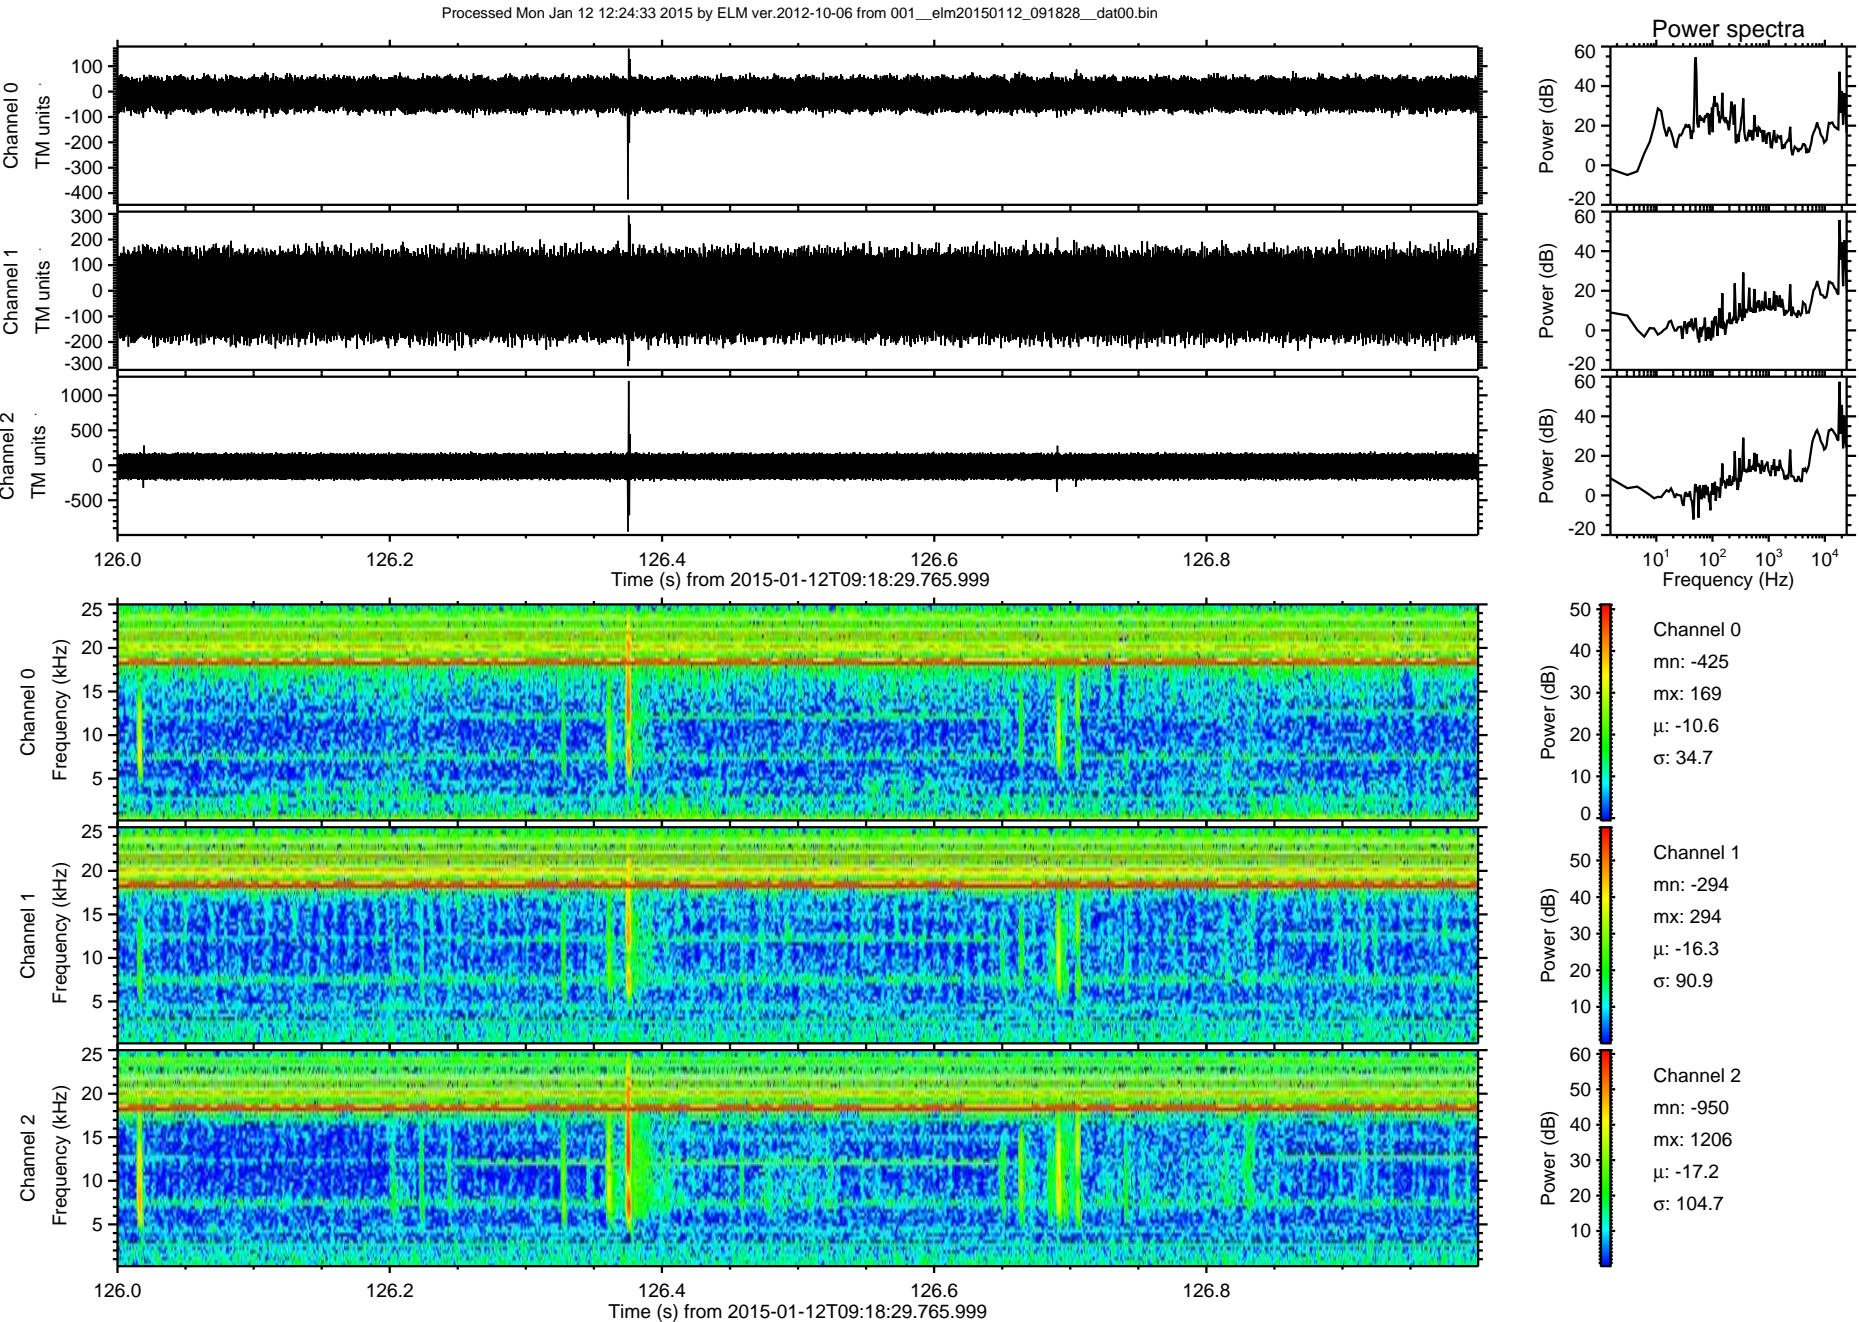 Processed Mon Jan 12 12:24:33 2015 by ELM ver.2012-10-06 from 001__elm20150112_091828__dat00.bin
Power spectra
Channel 0
TM units
100
0
-100
-200
-300
-400
Power (dB)
60
40
20
0
-20
Channel 1
TM units
300
200
100
0
-100
-200
-300
Power (dB)
60
40
20
0
-20
Channel 2
TM units
1000
500
0
-500
Power (dB)
60
40
20
0
-20
126.0 126.2 126.4 126.6 126.8
Time (s) from 2015-01-12T09:18:29.765.999
10^1 10^2 10^3 10^4
Frequency (Hz)
Channel 0
Frequency (kHz)
25
20
15
10
5
Power (dB)
50
40
30
20
10
0
Channel 0
mn: -425
mx: 169
μ: -10.6
σ: 34.7
Channel 1
Frequency (kHz)
25
20
15
10
5
Power (dB)
50
40
30
20
10
Channel 1
mn: -294
mx: 294
μ: -16.3
σ: 90.9
Channel 2
Frequency (kHz)
25
20
15
10
5
Power (dB)
60
50
40
30
20
10
Channel 2
mn: -950
mx: 1206
μ: -17.2
σ: 104.7
126.0 126.2 126.4 126.6 126.8
Time (s) from 2015-01-12T09:18:29.765.999